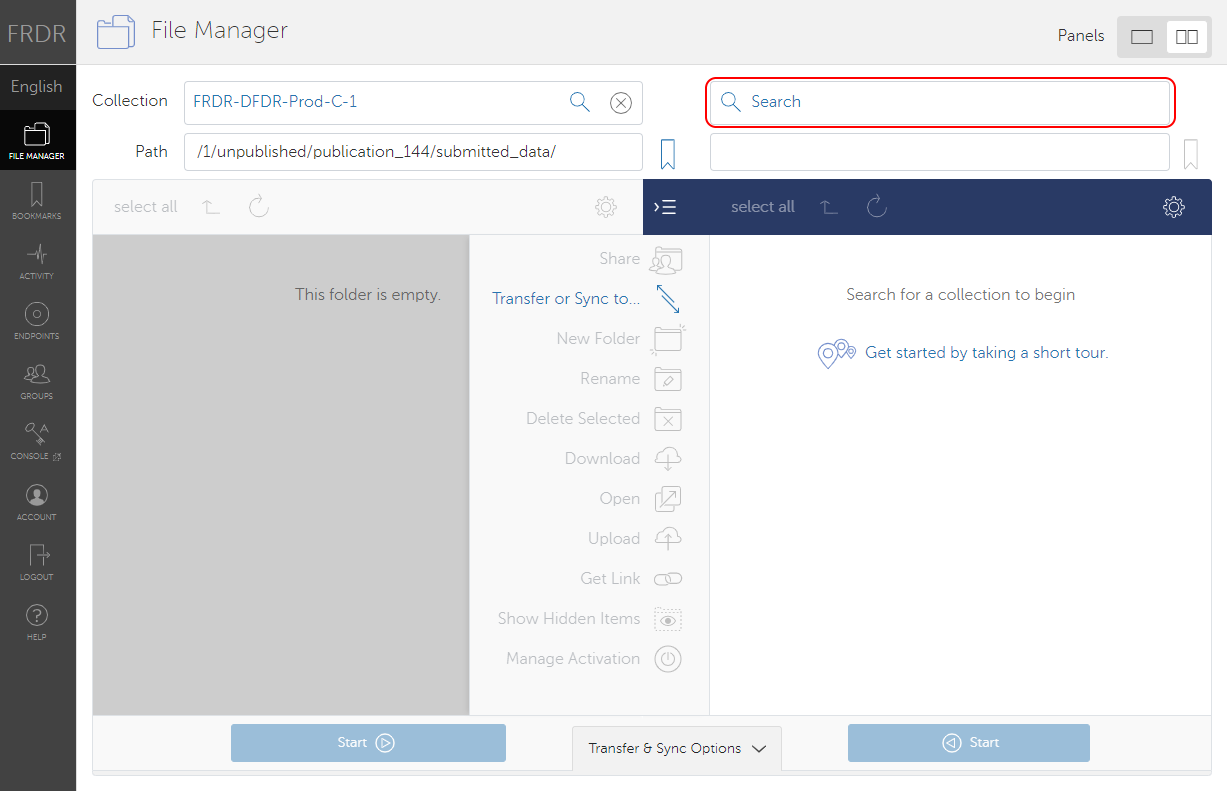 FRDR
File Manager
Panels
English
Collection
FRDR-DFDR-Prod-C-1
Search
Path
/1/unpublished/publication_144/submitted_data/
FILE MANAGER
BOOKMARKS
ACTIVITY
ENDPOINTS
GROUPS
CONSOLE
ACCOUNT
LOGOUT
HELP
select all
select all
This folder is empty.
Share
Transfer or Sync to...
New Folder
Rename
Delete Selected
Download
Open
Upload
Get Link
Show Hidden Items
Manage Activation
Search for a collection to begin
Get started by taking a short tour.
Start
Transfer & Sync Options
Start